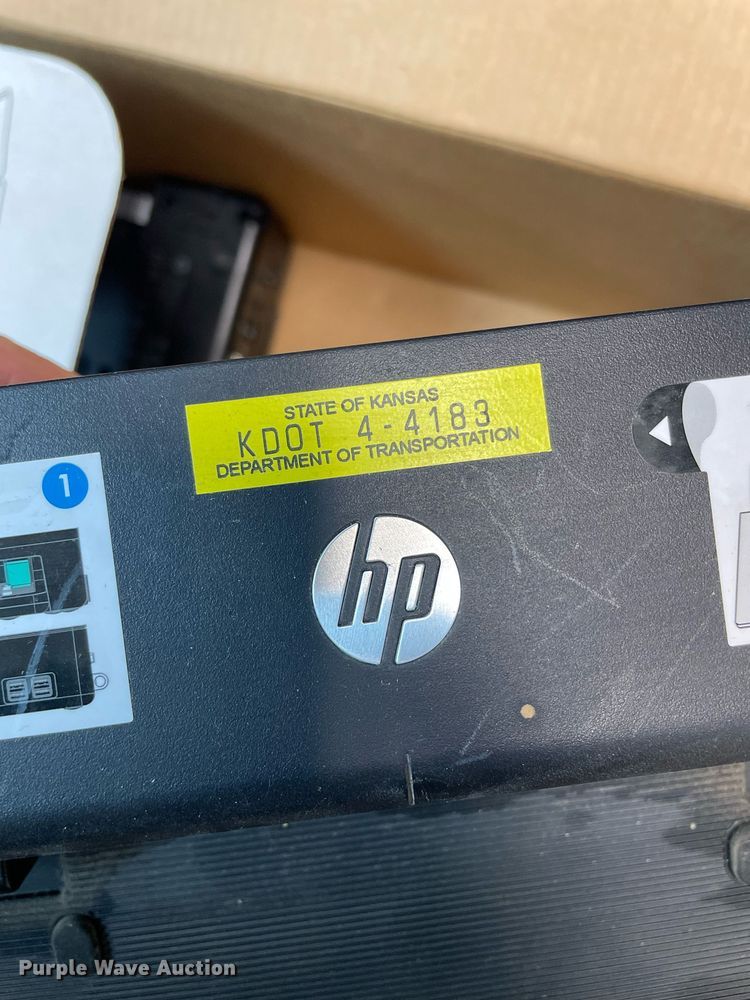 STATE OF KANSAS
KDOT 4-4183
DEPARTMENT OF TRANSPORTATION
1
hp
Purple Wave Auction